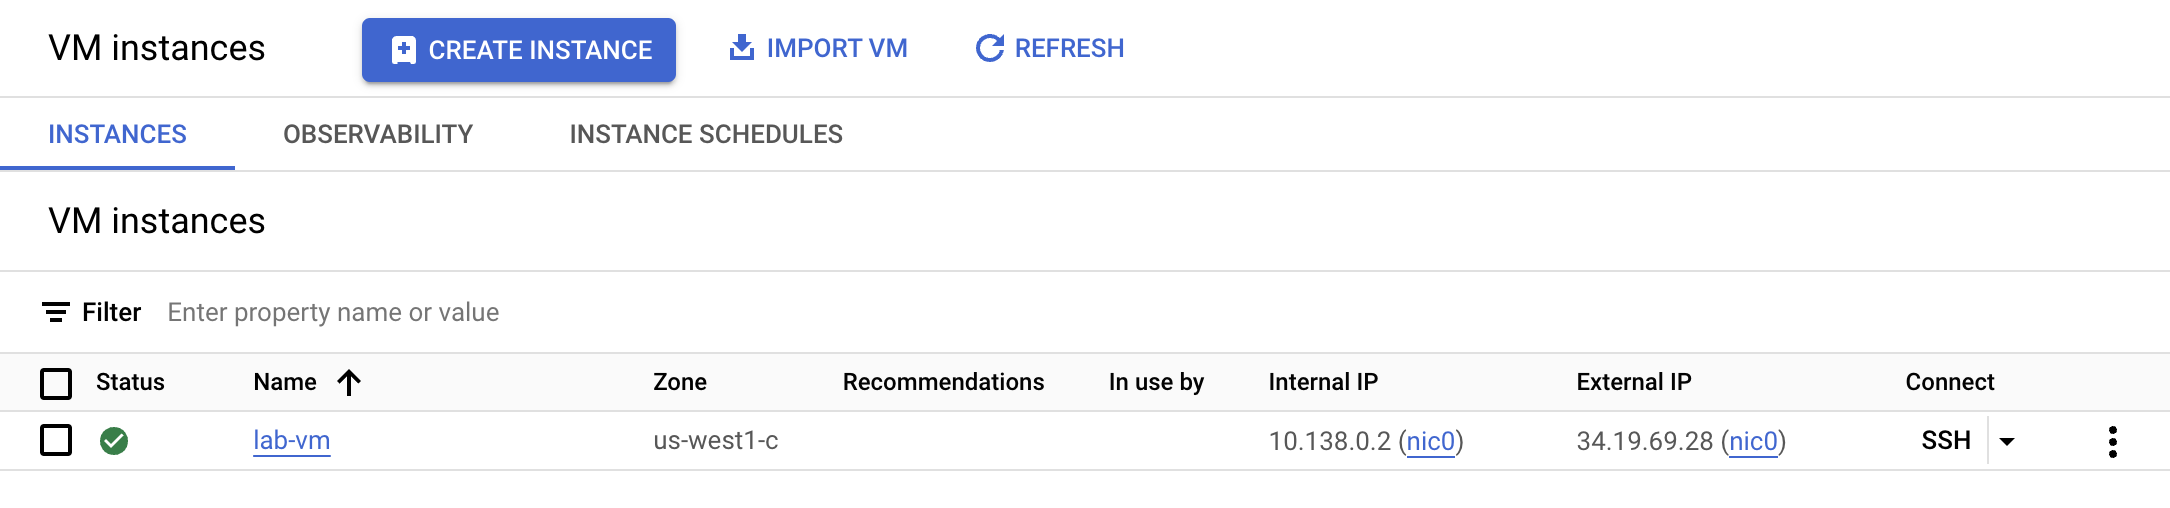 VM instances CREATE INSTANCE IMPORT VM REFRESH
INSTANCES OBSERVABILITY INSTANCE SCHEDULES
VM instances
Filter Enter property name or value
Status Name Zone Recommendations In use by Internal IP External IP Connect
lab-vm us-west1-c 10.138.0.2 (nic0) 34.19.69.28 (nic0) SSH